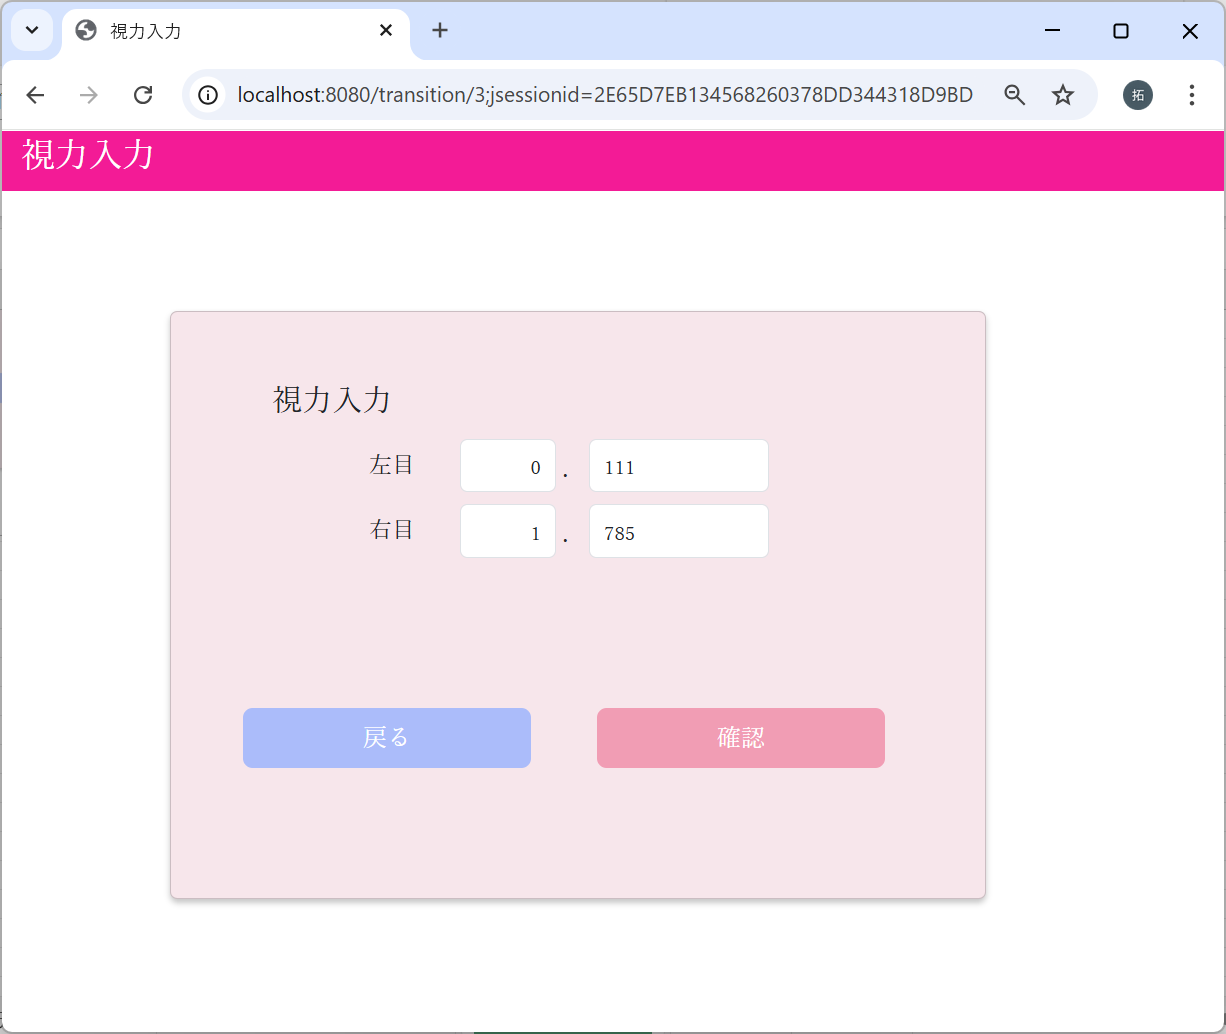 視力入力
localhost:8080/transition/3;jsessionid=2E65D7EB134568260378DD344318D9BD
拓
視力入力
視力入力
左目 0 . 111
右目 1 . 785
戻る 確認